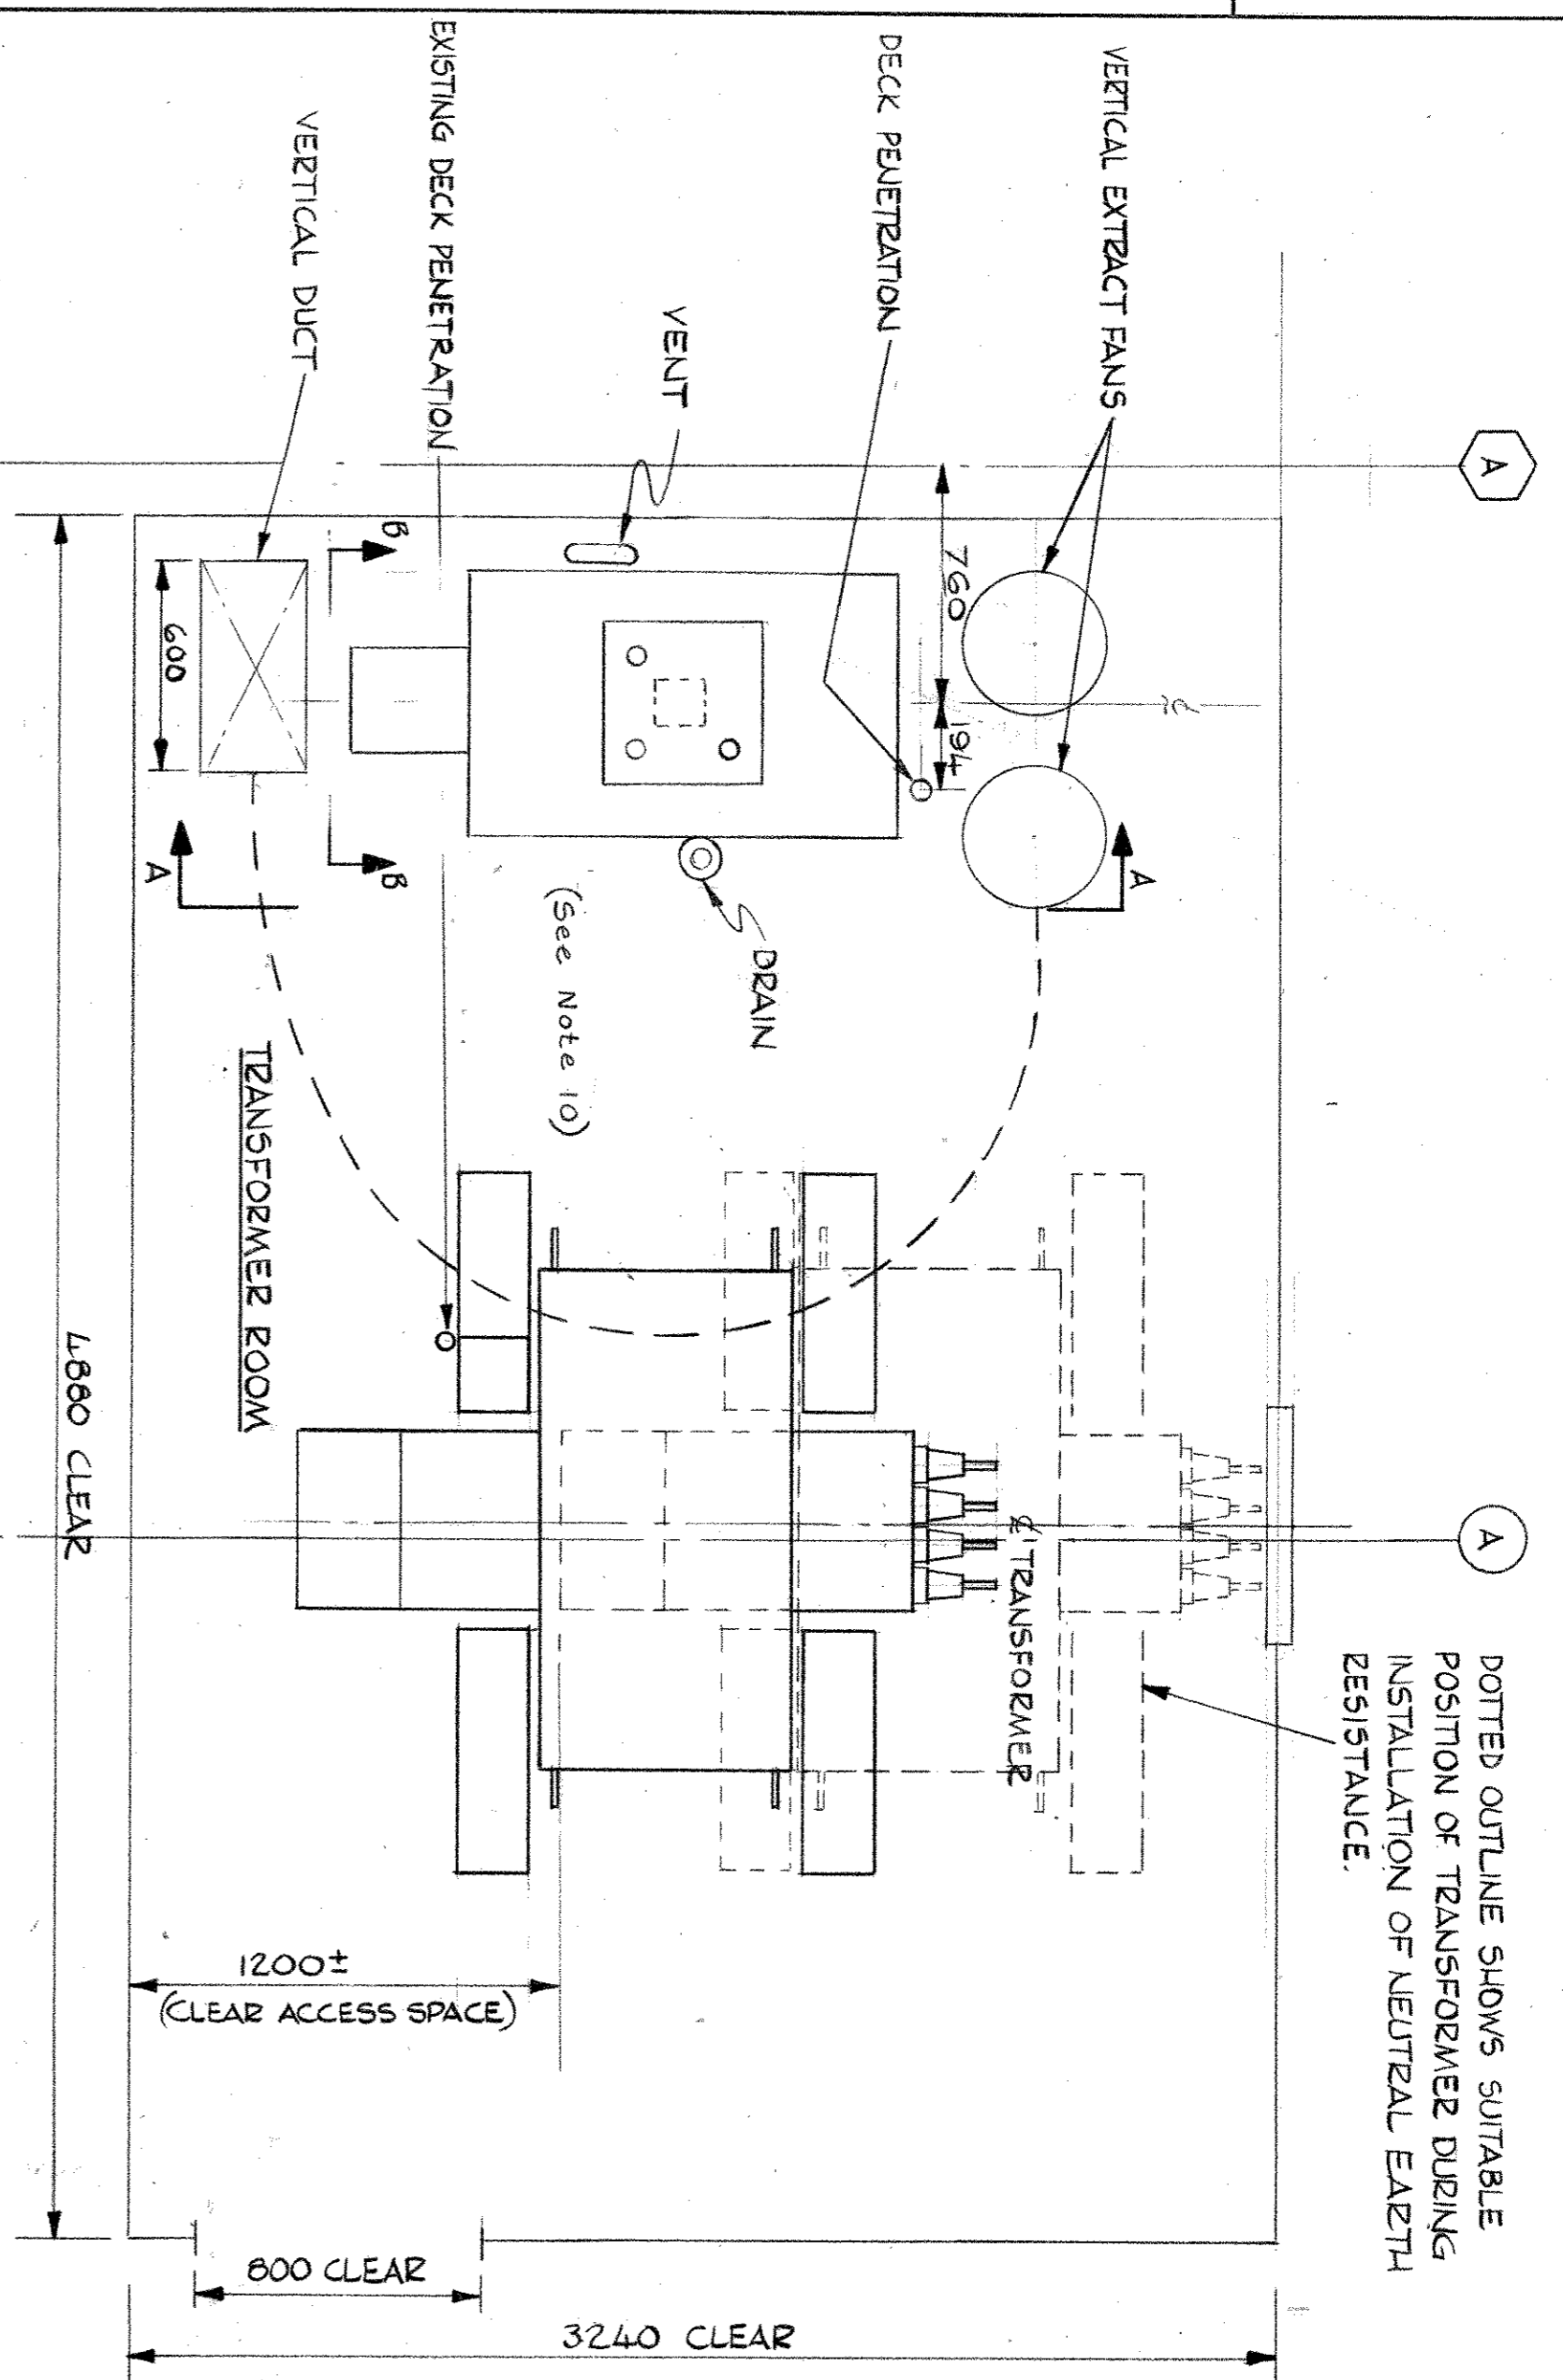 A
VERTICAL EXTRACT FANS
DECK PENETRATION
760
194
VENT
EXISTING DECK PENETRATION
VERTICAL DUCT
600
B
B
A
A
DRAIN
(See Note 10)
TRANSFORMER ROOM
4880 CLEAR
A
DOTTED OUTLINE SHOWS SUITABLE
POSITION OF TRANSFORMER DURING
INSTALLATION OF NEUTRAL EARTH
RESISTANCE.
℄ TRANSFORMER
1200±
(CLEAR ACCESS SPACE)
800 CLEAR
3240 CLEAR